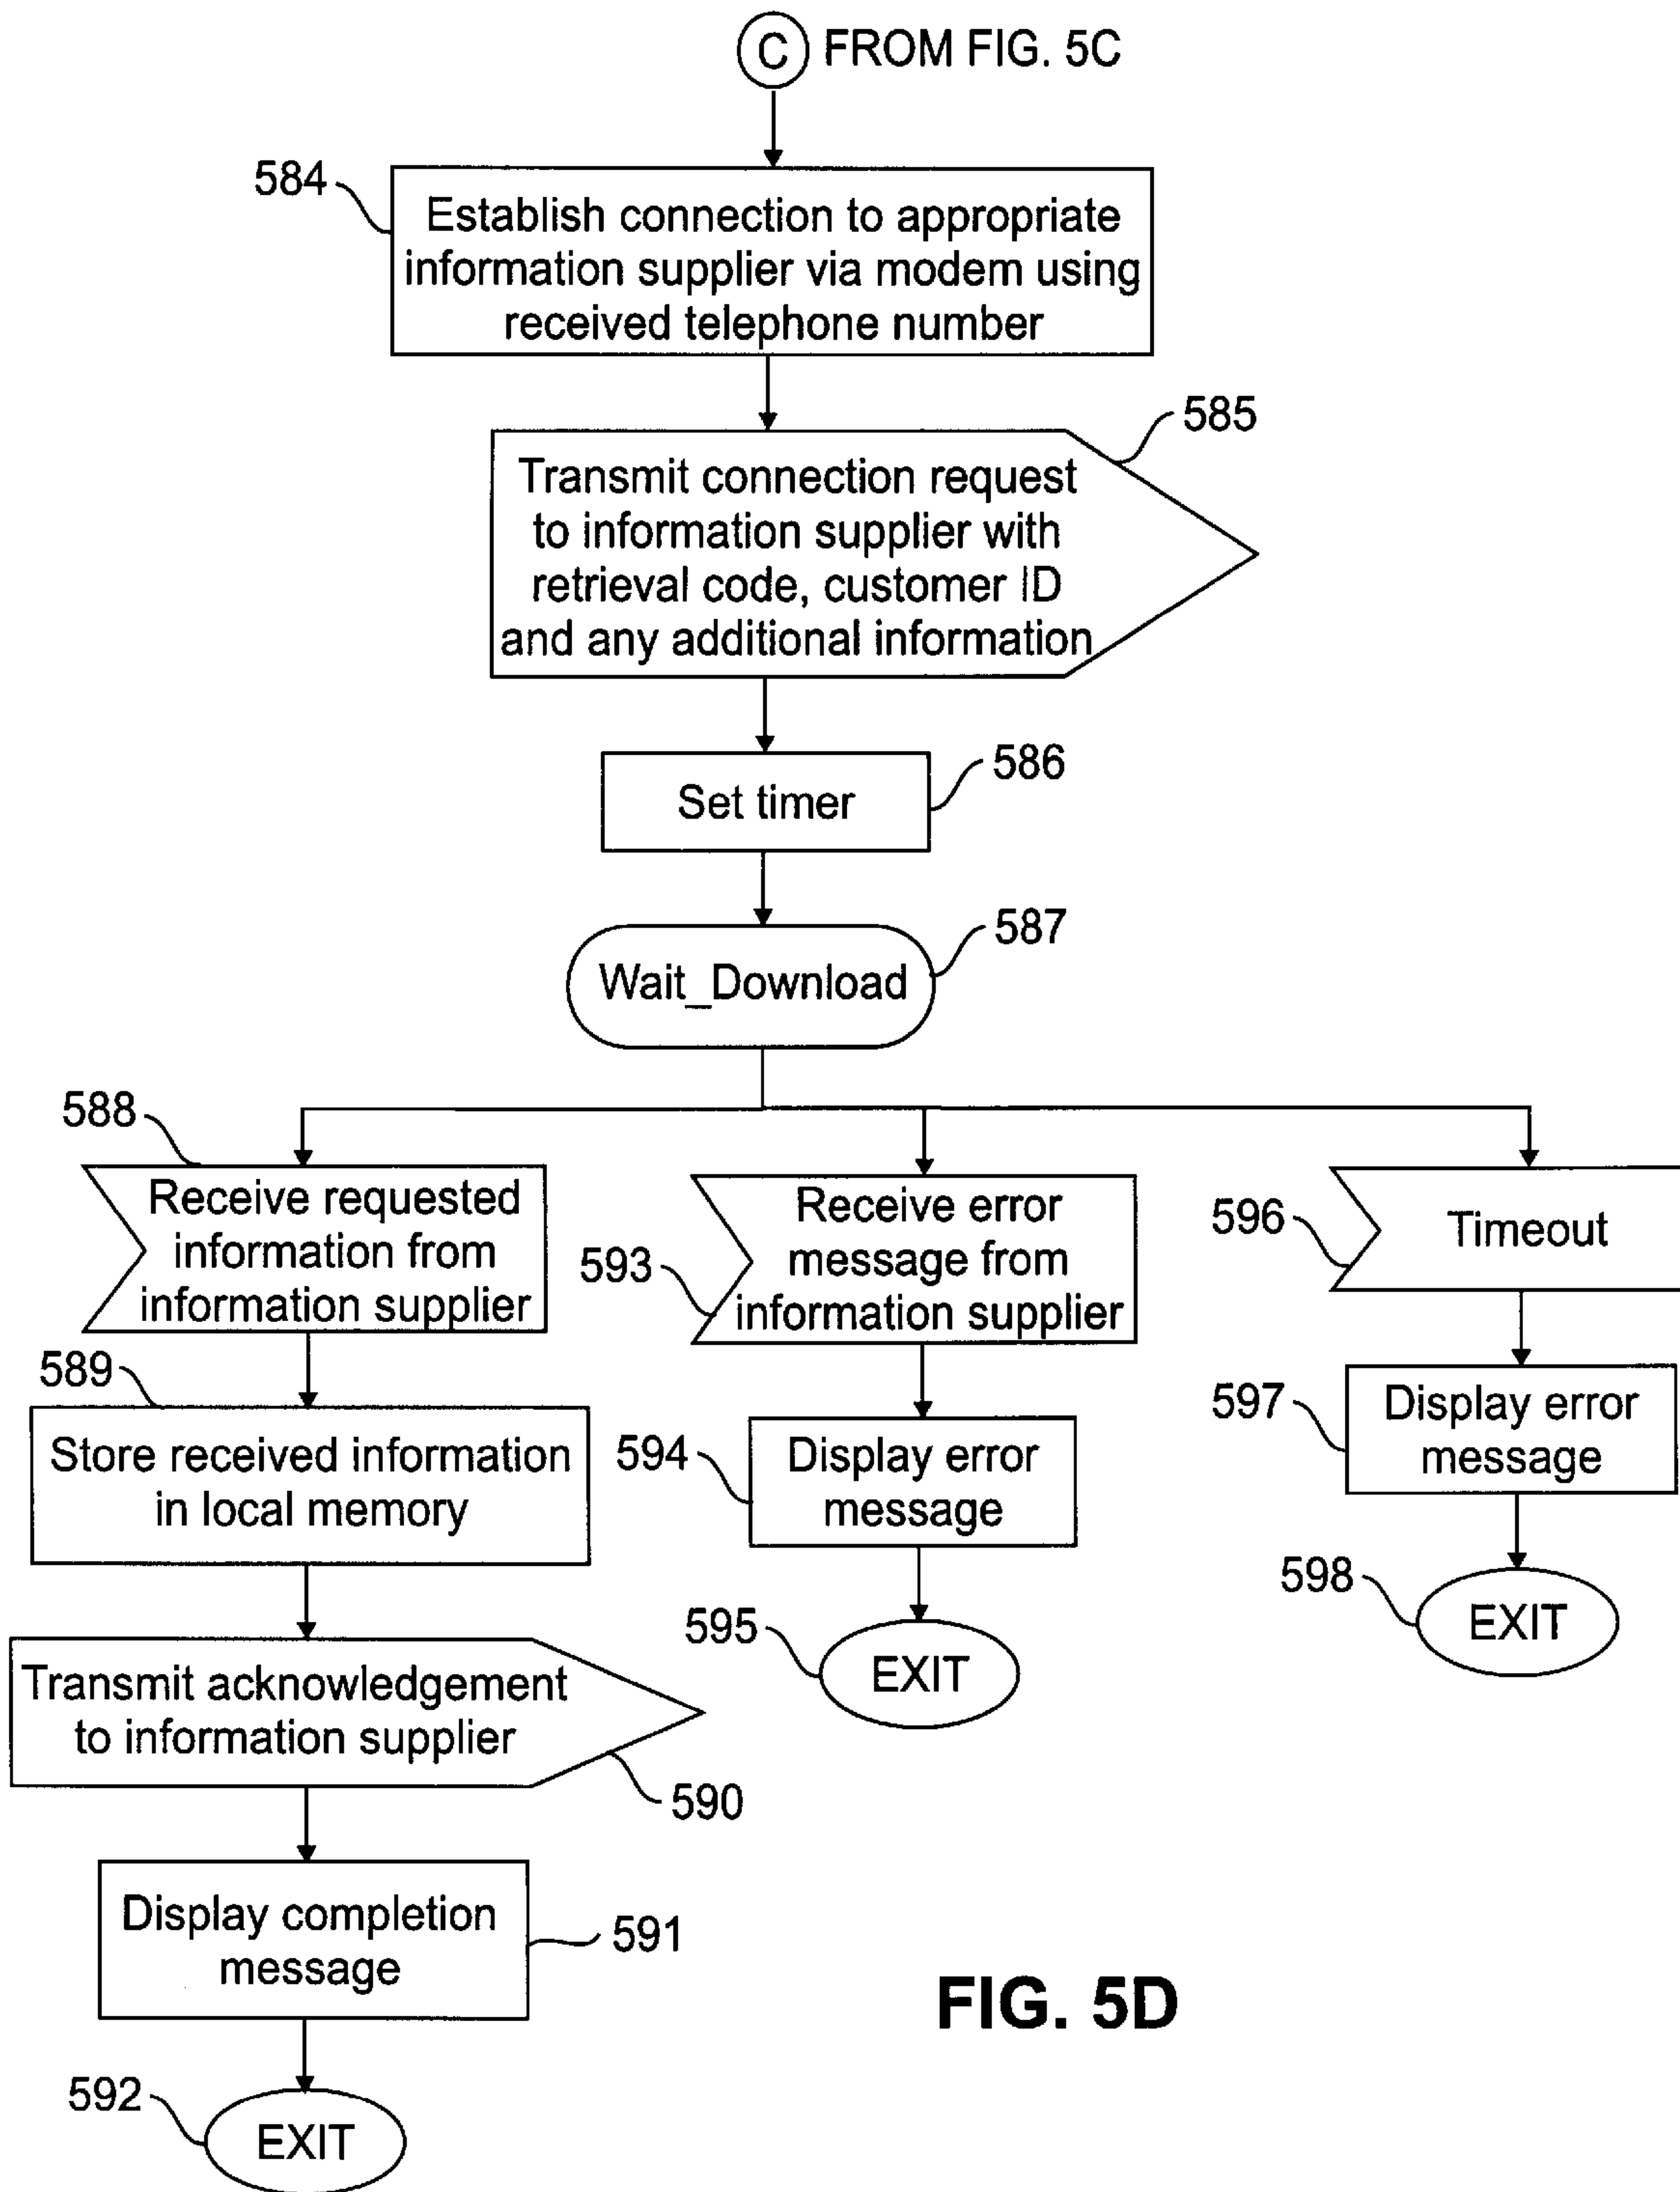 C FROM FIG. 5C
584
Establish connection to appropriate
information supplier via modem using
received telephone number
585
Transmit connection request
to information supplier with
retrieval code, customer ID
and any additional information
586
Set timer
587
Wait_Download
588
Receive requested
information from
information supplier
593
Receive error
message from
information supplier
596
Timeout
589
Store received information
in local memory
594
Display error
message
597
Display error
message
595
EXIT
598
EXIT
Transmit acknowledgement
to information supplier
590
Display completion
message
591
592
EXIT
FIG. 5D